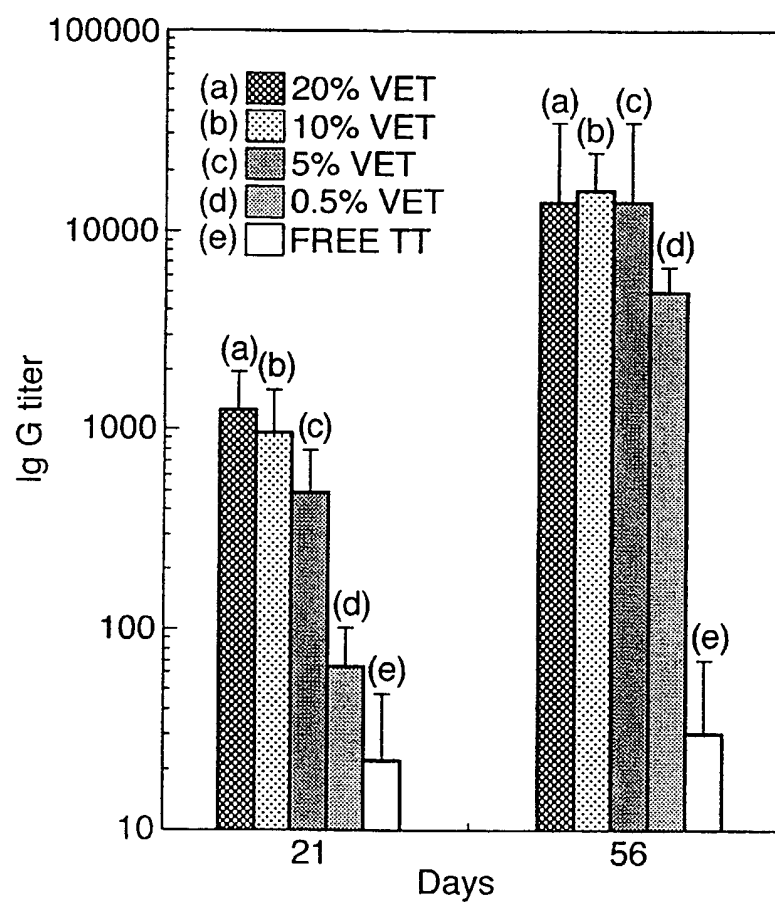 100000
(a) 20% VET
(b) 10% VET
(c) 5% VET
(d) 0.5% VET
(e) FREE TT
(a) (c)
(b)
10000
(d)
Ig G titer
(a) (b)
1000
(c)
100
(d)
(e)
(e)
10
21 56
Days